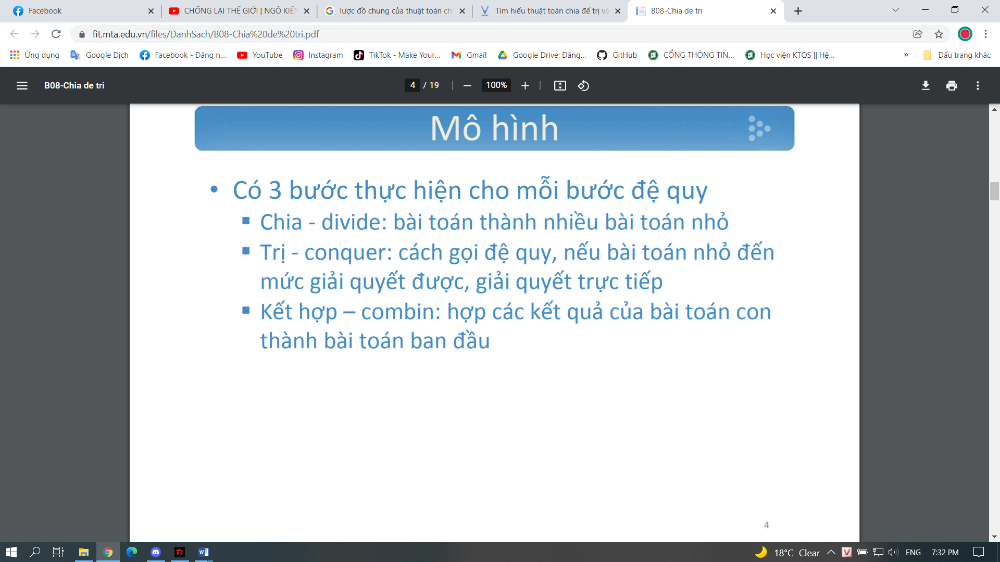 Facebook
CHỐNG LẠI THẾ GIỚI | NGÔ KIẾN
lược đồ chung của thuật toán chi
Tìm hiểu thuật toán chia để trị và
B08-Chia de tri
fit.mta.edu.vn/files/DanhSach/B08-Chia%20de%20tri.pdf
Ứng dụng
Google Dịch
Facebook - Đăng n...
YouTube
Instagram
TikTok - Make Your...
Gmail
Google Drive: Đăng...
GitHub
CỔNG THÔNG TIN...
Học viện KTQS || Hệ...
»
Dấu trang khác
B08-Chia de tri
4 / 19
100%
Mô hình
• Có 3 bước thực hiện cho mỗi bước đệ quy
▪ Chia - divide: bài toán thành nhiều bài toán nhỏ
▪ Trị - conquer: cách gọi đệ quy, nếu bài toán nhỏ đến
mức giải quyết được, giải quyết trực tiếp
▪ Kết hợp – combin: hợp các kết quả của bài toán con
thành bài toán ban đầu
4
18°C Clear
ENG
7:32 PM